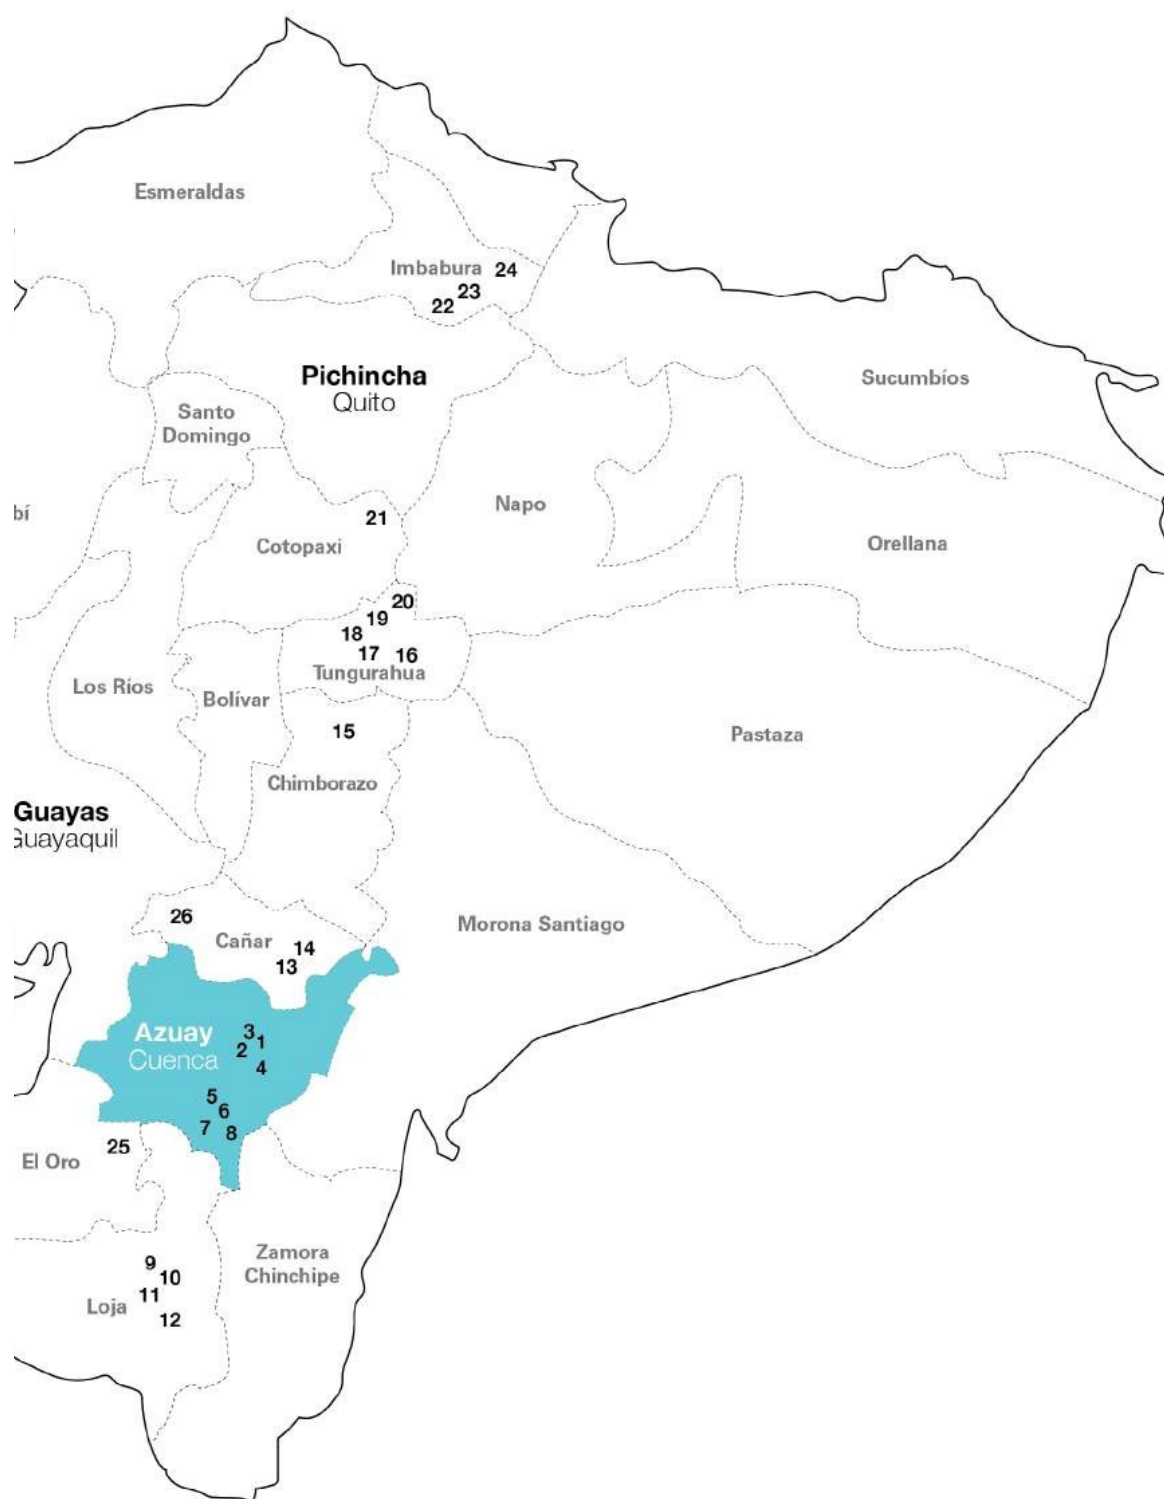 Esmeraldas
Imbabura
24
23
22
Pichincha
Quito
Sucumbíos
Santo
Domingo
Napo
bí
21
Cotopaxi
Orellana
20
19
18
17
16
Tungurahua
Los Ríos
Bolívar
15
Pastaza
Chimborazo
Guayas
Guayaquil
26
Cañar
14
13
Morona Santiago
Azuay
Cuenca
3
1
2
4
5
6
7
8
25
El Oro
Zamora
Chinchipe
9
10
11
Loja
12